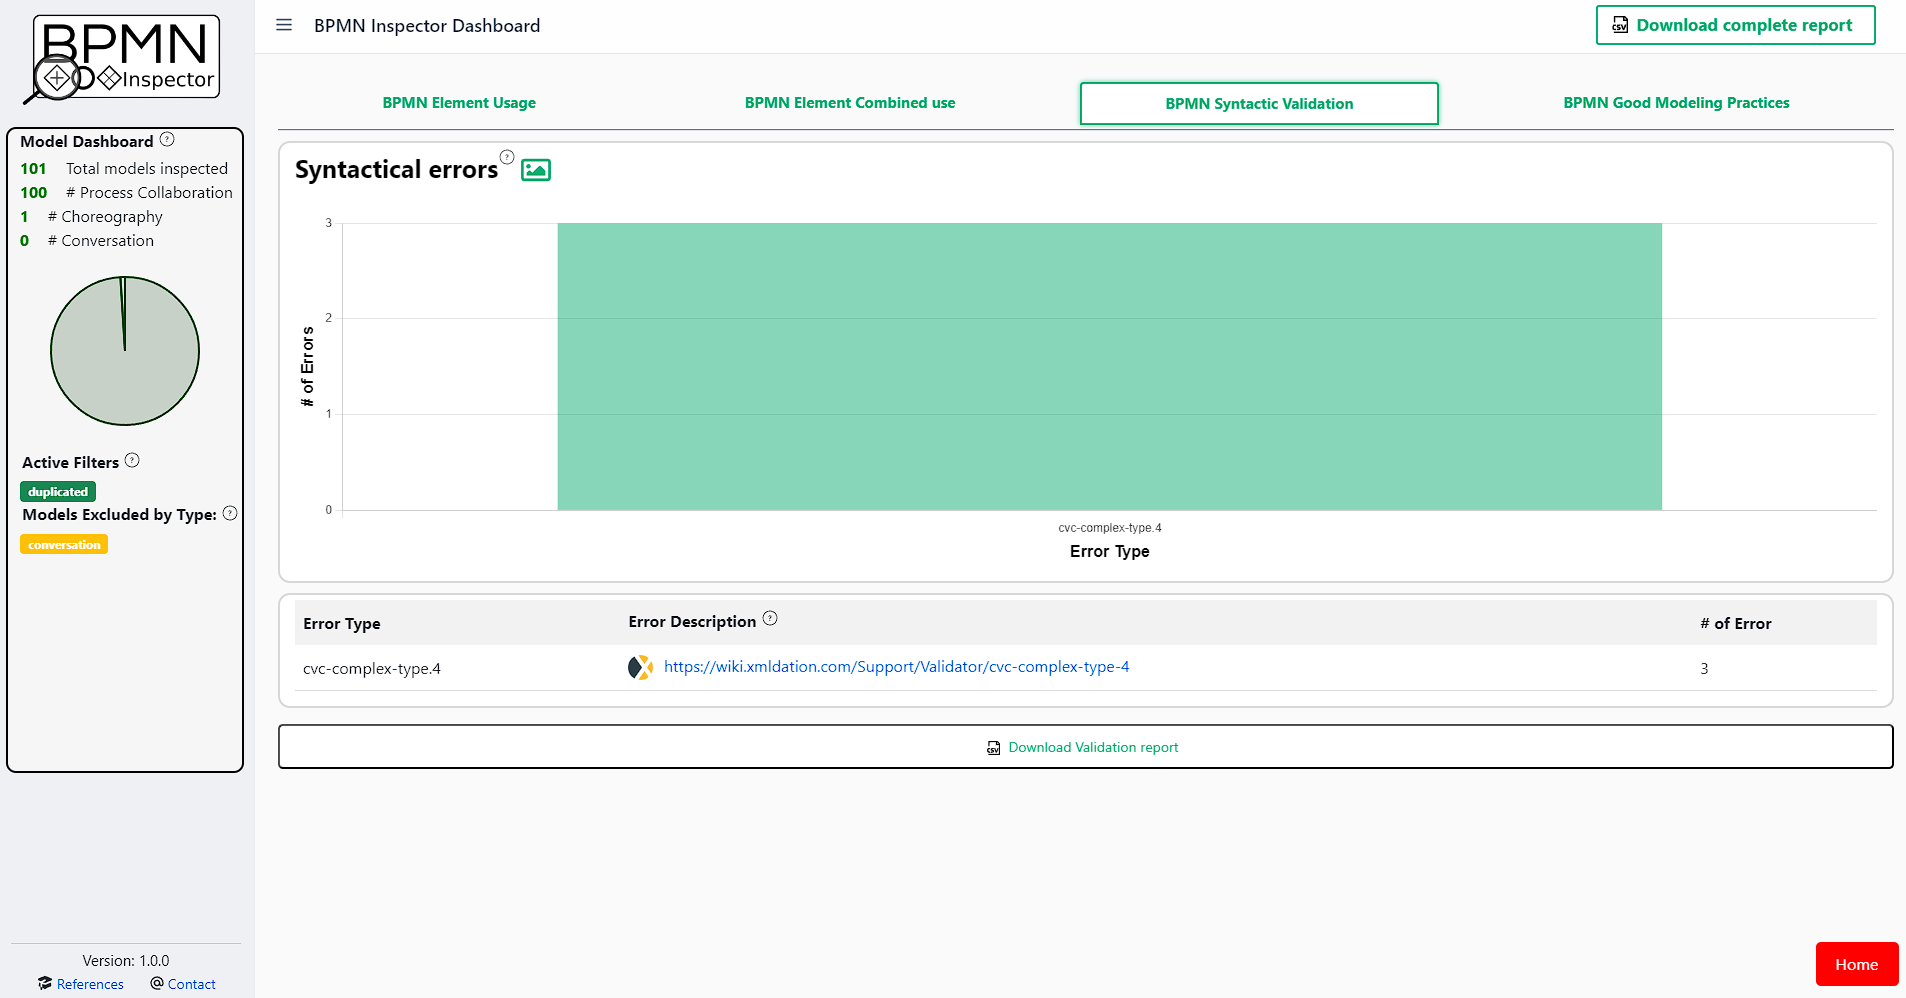 BPMN
Inspector
BPMN Inspector Dashboard
CSV Download complete report
Model Dashboard ?
101 Total models inspected
100 # Process Collaboration
1 # Choreography
0 # Conversation
Active Filters ?
duplicated
Models Excluded by Type: ?
conversation
Version: 1.0.0
References @ Contact
BPMN Element Usage BPMN Element Combined use BPMN Syntactic Validation BPMN Good Modeling Practices
Syntactical errors ?
3
2
1
0
# of Errors
cvc-complex-type.4
Error Type
Error Type Error Description ? # of Error
cvc-complex-type.4 https://wiki.xmldation.com/Support/Validator/cvc-complex-type-4 3
CSV Download Validation report
Home